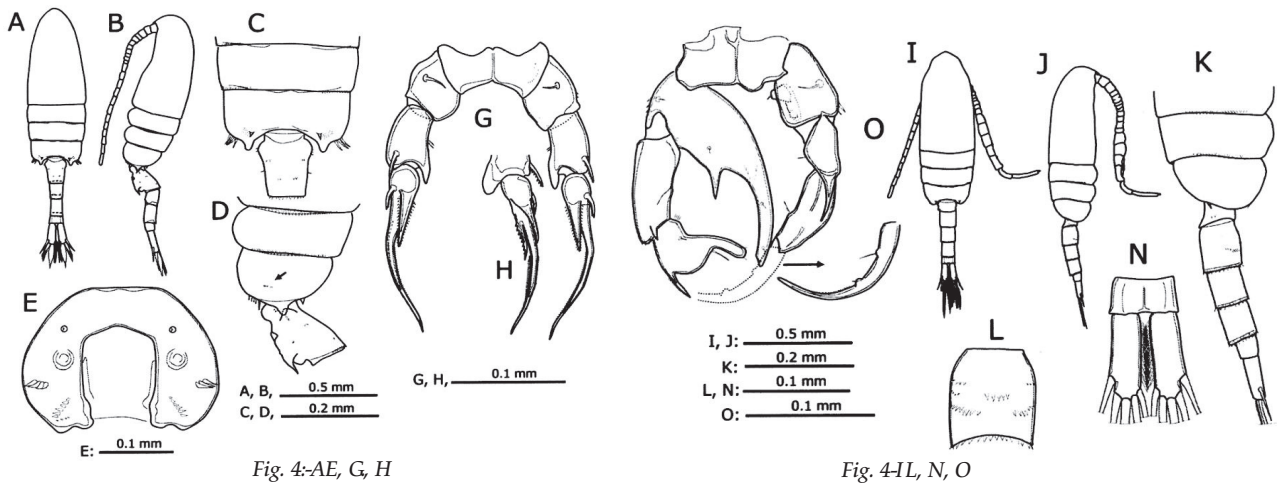 A
B
C
D
E
G
H
A, B, 0.5 mm
C, D, 0.2 mm
E: 0.1 mm
G, H, 0.1 mm
Fig. 4:-AE, G, H
I
J
K
O
N
L
I, J: 0.5 mm
K: 0.2 mm
L, N: 0.1 mm
O: 0.1 mm
Fig. 4-IL, N, O